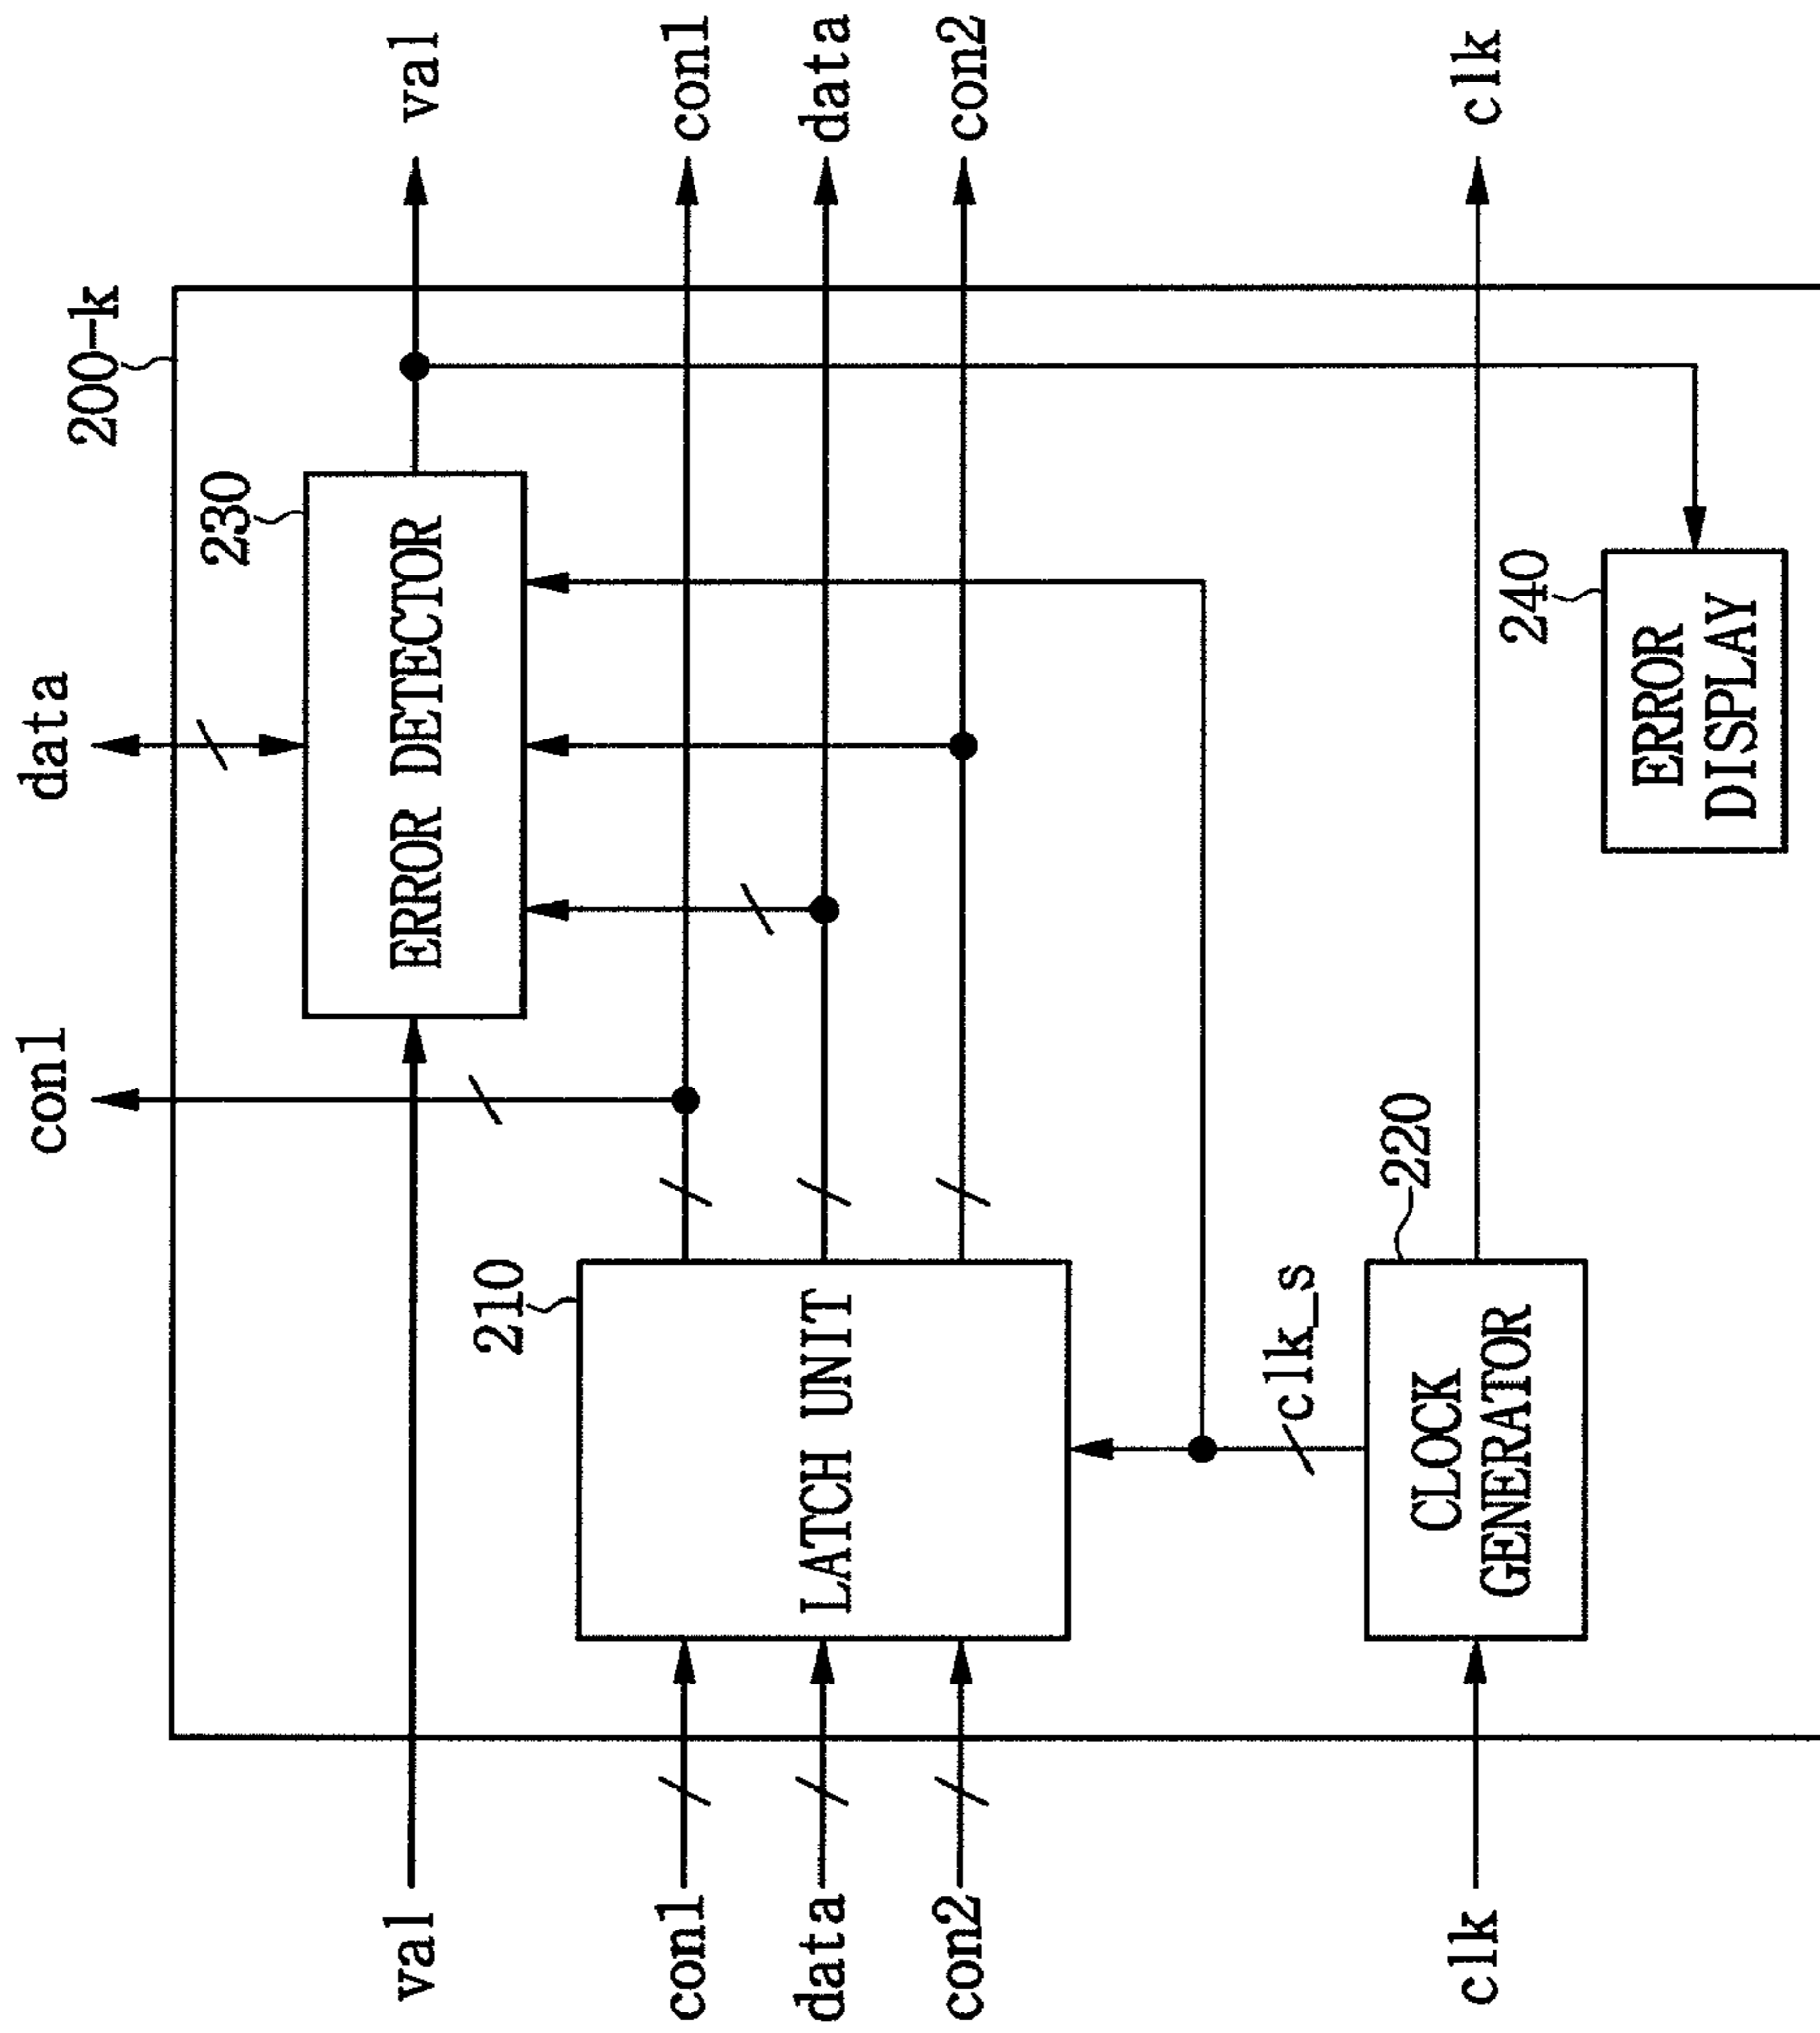 con1
data
200-k
val
230
ERROR DETECTOR
val
con1
data
con2
210
LATCH UNIT
con1
data
con2
clk_s
220
clk
CLOCK
GENERATOR
clk
240
ERROR
DISPLAY